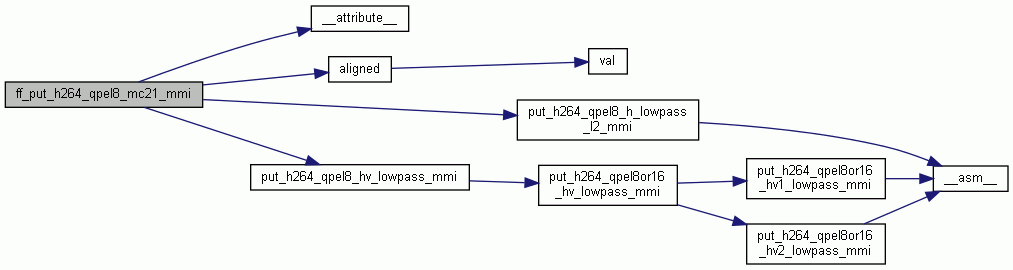 __attribute__
aligned
val
ff_put_h264_qpel8_mc21_mmi
put_h264_qpel8_h_lowpass
_l2_mmi
put_h264_qpel8_hv_lowpass_mmi
put_h264_qpel8or16
_hv_lowpass_mmi
put_h264_qpel8or16
_hv1_lowpass_mmi
__asm__
put_h264_qpel8or16
_hv2_lowpass_mmi